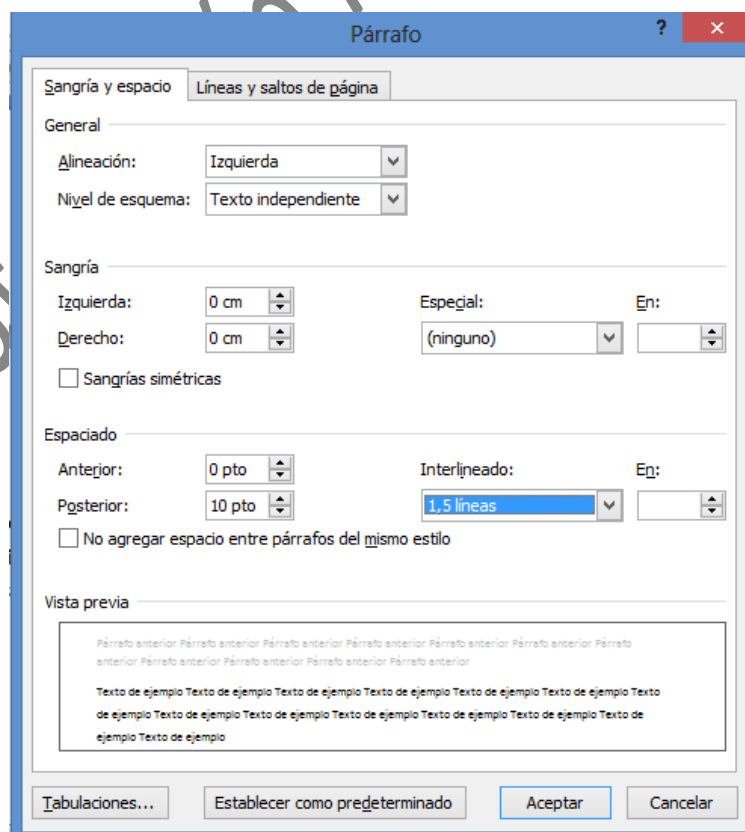 Párrafo ? ×
Sangría y espacio Líneas y saltos de página
General
Alineación: Izquierda
Nivel de esquema: Texto independiente
Sangría
Izquierda: 0 cm Especial: En:
Derecho: 0 cm (ninguno)
Sangrías simétricas
Espaciado
Anterior: 0 pto Interlineado: En:
Posterior: 10 pto 1,5 líneas
No agregar espacio entre párrafos del mismo estilo
Vista previa
Párrafo anterior Párrafo anterior Párrafo anterior Párrafo anterior Párrafo anterior Párrafo anterior Párrafo
anterior Párrafo anterior Párrafo anterior Párrafo anterior Párrafo anterior
Texto de ejemplo Texto de ejemplo Texto de ejemplo Texto de ejemplo Texto de ejemplo Texto de ejemplo Texto
de ejemplo Texto de ejemplo Texto de ejemplo Texto de ejemplo Texto de ejemplo Texto de ejemplo Texto de
ejemplo Texto de ejemplo
Tabulaciones... Establecer como predeterminado Aceptar Cancelar